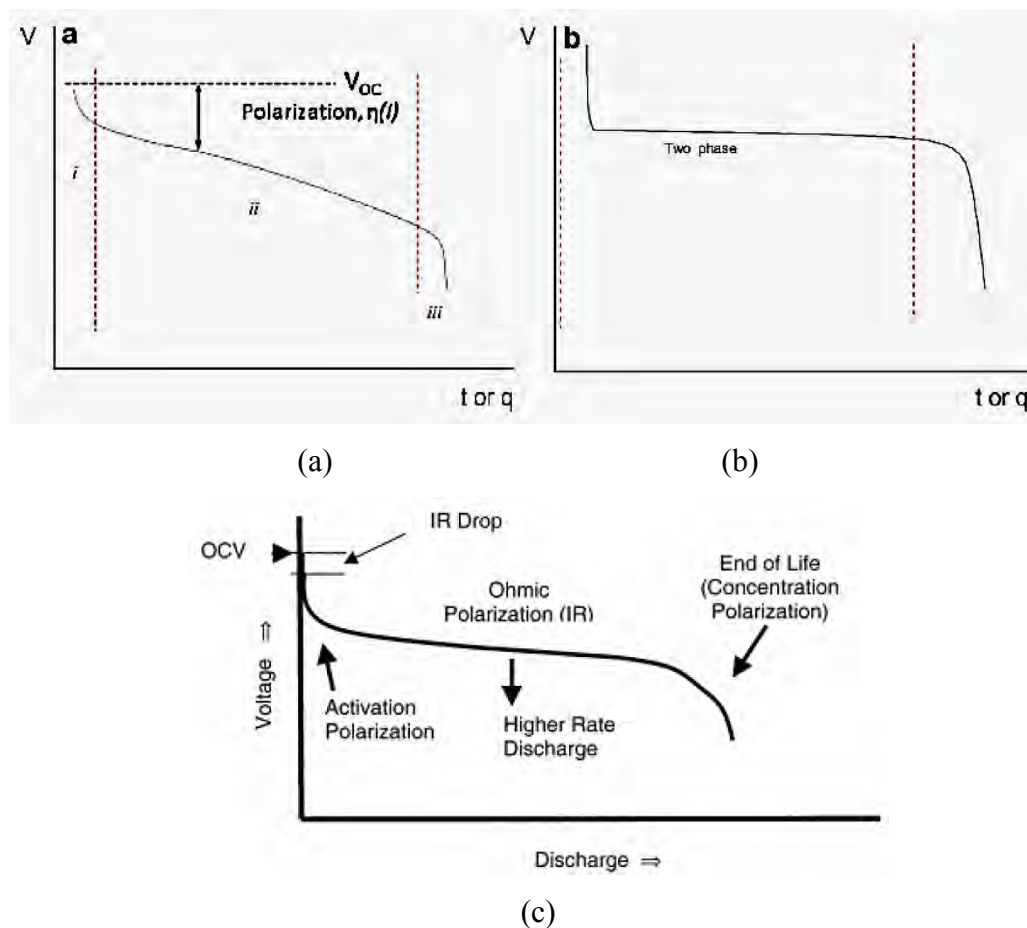 V a
V_OC
Polarization, η(i)
i
ii
iii
t or q
V b
Two phase
t or q
(a)
(b)
OCV
IR Drop
Ohmic
Polarization (IR)
End of Life
(Concentration
Polarization)
Voltage ⇒
Activation
Polarization
Higher Rate
Discharge
Discharge ⇒
(c)